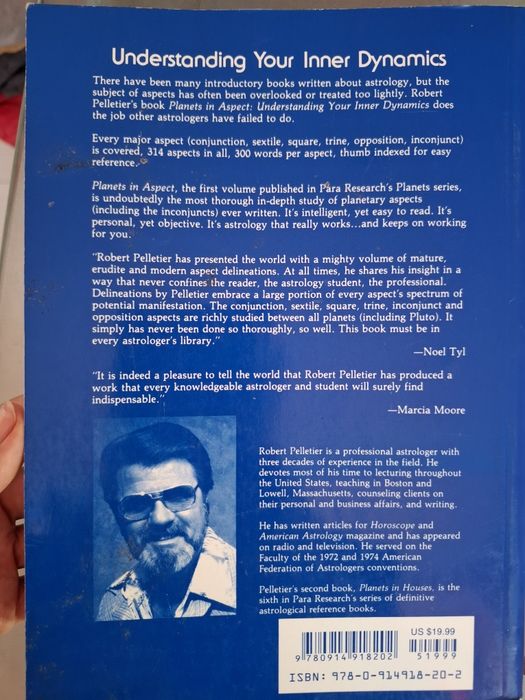 Understanding Your Inner Dynamics
There have been many introductory books written about astrology, but the
subject of aspects has often been overlooked or treated too lightly. Robert
Pelletier's book Planets in Aspect: Understanding Your Inner Dynamics does
the job other astrologers have failed to do.
Every major aspect (conjunction, sextile, square, trine, opposition, inconjunct)
is covered, 314 aspects in all, 300 words per aspect, thumb indexed for easy
reference.
Planets in Aspect, the first volume published in Para Research's Planets series,
is undoubtedly the most thorough in-depth study of planetary aspects
(including the inconjuncts) ever written. It's intelligent, yet easy to read. It's
personal, yet objective. It's astrology that really works...and keeps on working
for you.
"Robert Pelletier has presented the world with a mighty volume of mature,
erudite and modern aspect delineations. At all times, he shares his insight in a
way that never confines the reader, the astrology student, the professional.
Delineations by Pelletier embrace a large portion of every aspect's spectrum of
potential manifestation. The conjunction, sextile, square, trine, inconjunct and
opposition aspects are richly studied between all planets (including Pluto). It
simply has never been done so thoroughly, so well. This book must be in
every astrologer's library."
—Noel Tyl
"It is indeed a pleasure to tell the world that Robert Pelletier has produced a
work that every knowledgeable astrologer and student will surely find
indispensable."
—Marcia Moore
Robert Pelletier is a professional astrologer with
three decades of experience in the field. He
devotes most of his time to lecturing throughout
the United States, teaching in Boston and
Lowell, Massachusetts, counseling clients on
their personal and business affairs, and writing.
He has written articles for Horoscope and
American Astrology magazine and has appeared
on radio and television. He served on the
Faculty of the 1972 and 1974 American
Federation of Astrologers conventions.
Pelletier's second book, Planets in Houses, is the
sixth in Para Research's series of definitive
astrological reference books.
US $19.99
9 780914 918202
51999
ISBN: 978-0-914918-20-2